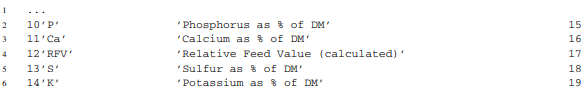 1 ...
2 10'P' 'Phosphorus as % of DM' 15
3 11'Ca' 'Calcium as % of DM' 16
4 12'RFV' 'Relative Feed Value (calculated)' 17
5 13'S' 'Sulfur as % of DM' 18
6 14'K' 'Potassium as % of DM' 19